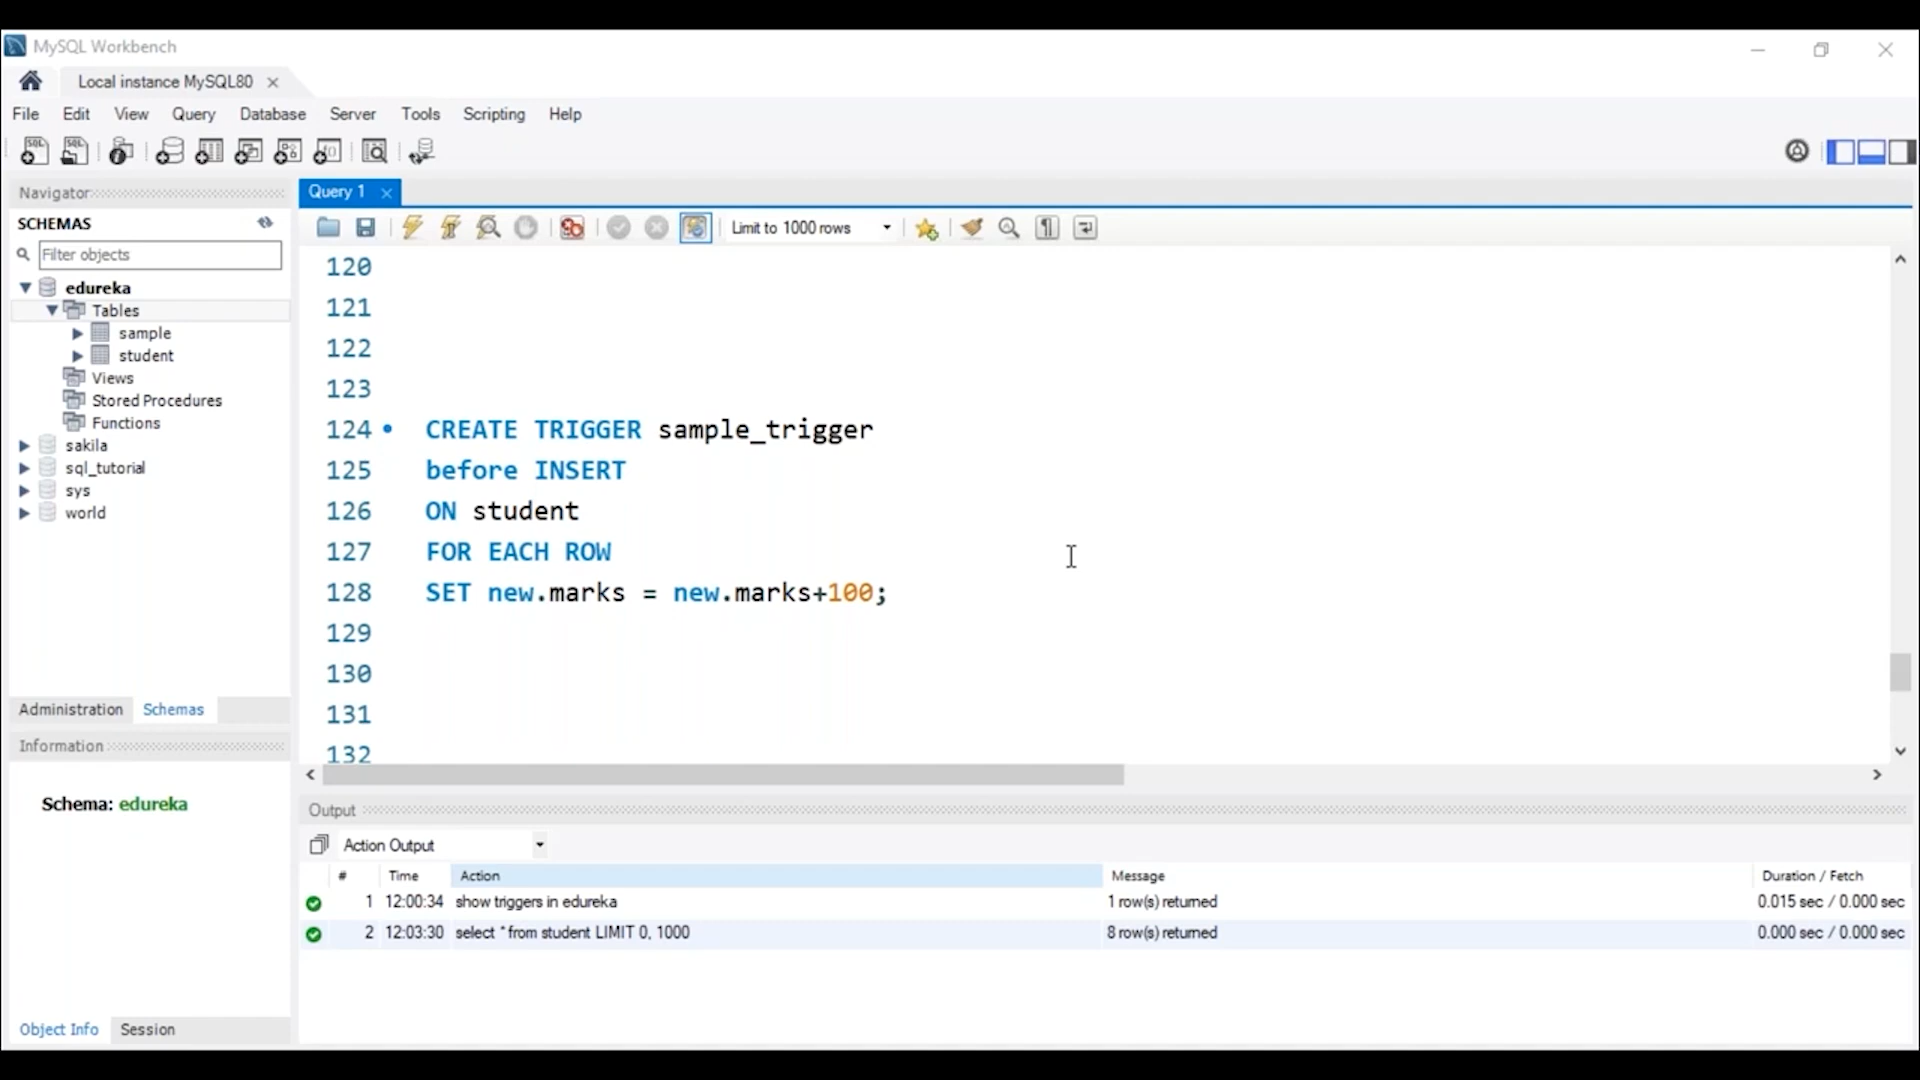 MySQL Workbench
Local instance MySQL80
File Edit View Query Database Server Tools Scripting Help
Navigator
SCHEMAS
Filter objects
edureka
Tables
sample
student
Views
Stored Procedures
Functions
sakila
sql_tutorial
sys
world
Administration Schemas
Information
Schema: edureka
Object Info Session
Query 1
Limit to 1000 rows
120
121
122
123
124 CREATE TRIGGER sample_trigger
125 before INSERT
126 ON student
127 FOR EACH ROW
128 SET new.marks = new.marks+100;
129
130
131
132
Output
Action Output
# Time Action Message Duration / Fetch
1 12:00:34 show triggers in edureka 1 row(s) returned 0.015 sec / 0.000 sec
2 12:03:30 select * from student LIMIT 0, 1000 8 row(s) returned 0.000 sec / 0.000 sec